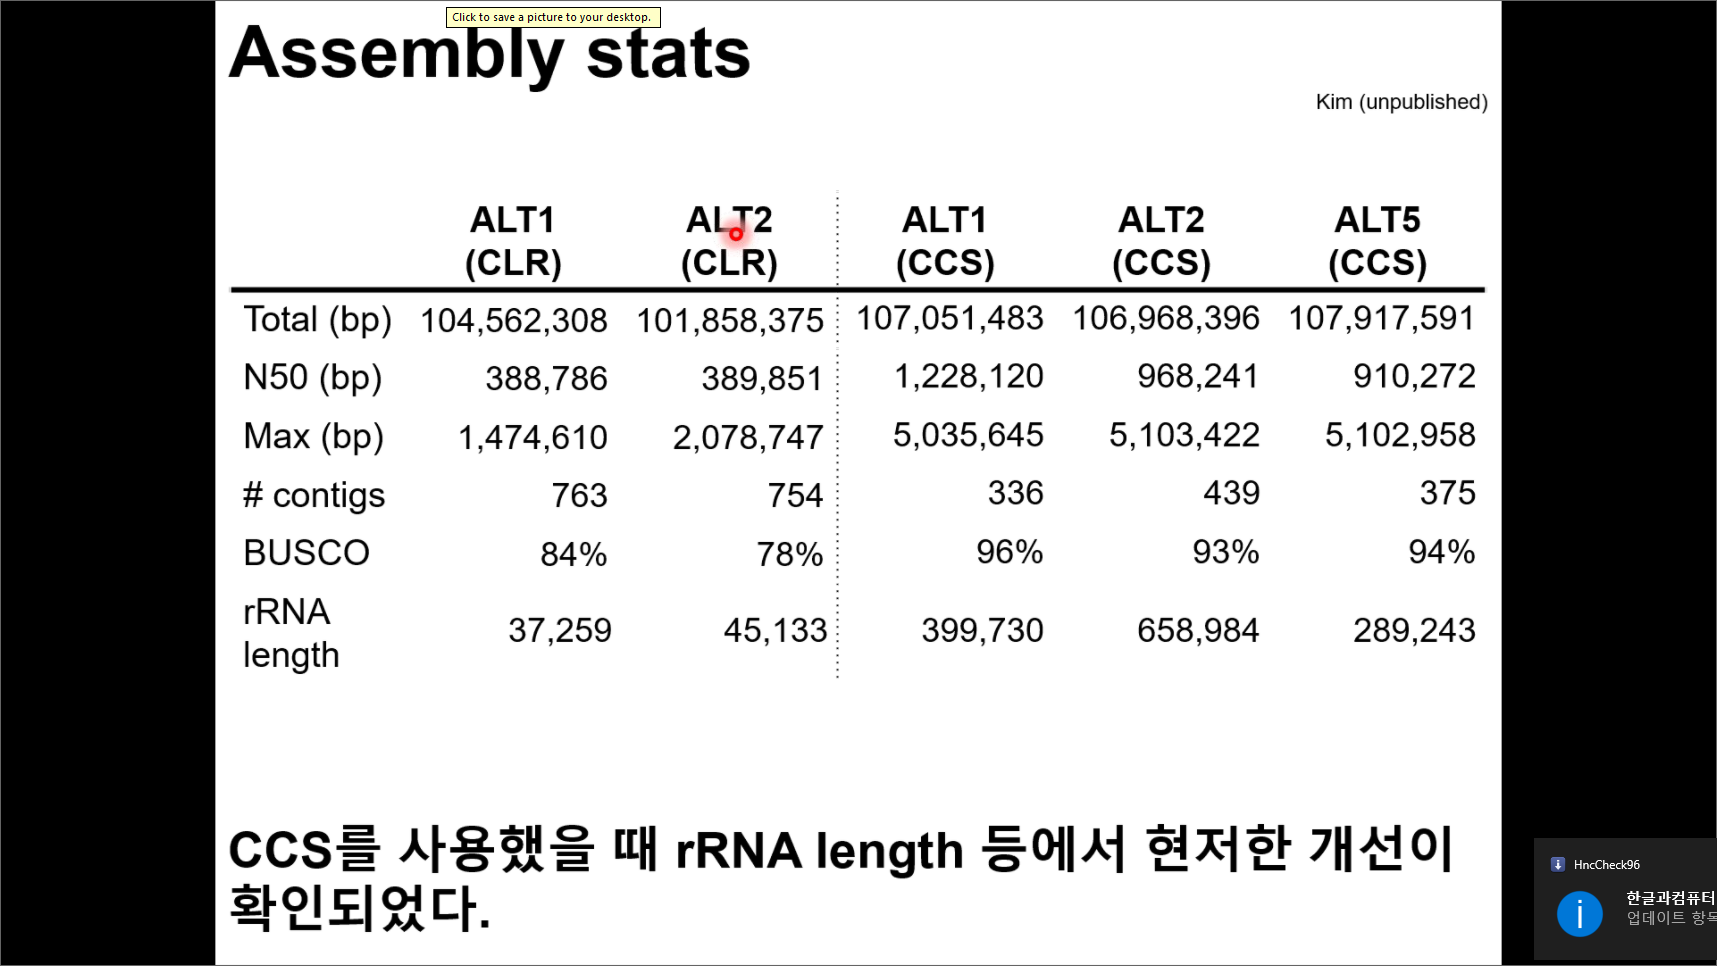 Click to save a picture to your desktop.
Assembly stats
Kim (unpublished)
ALT1 ALT2 ALT1 ALT2 ALT5
(CLR) (CLR) (CCS) (CCS) (CCS)
Total (bp) 104,562,308 101,858,375 107,051,483 106,968,396 107,917,591
N50 (bp) 388,786 389,851 1,228,120 968,241 910,272
Max (bp) 1,474,610 2,078,747 5,035,645 5,103,422 5,102,958
# contigs 763 754 336 439 375
BUSCO 84% 78% 96% 93% 94%
rRNA
length 37,259 45,133 399,730 658,984 289,243
CCS를 사용했을 때 rRNA length 등에서 현저한 개선이
확인되었다.
HncCheck96
한글과컴퓨터
업데이트 항목